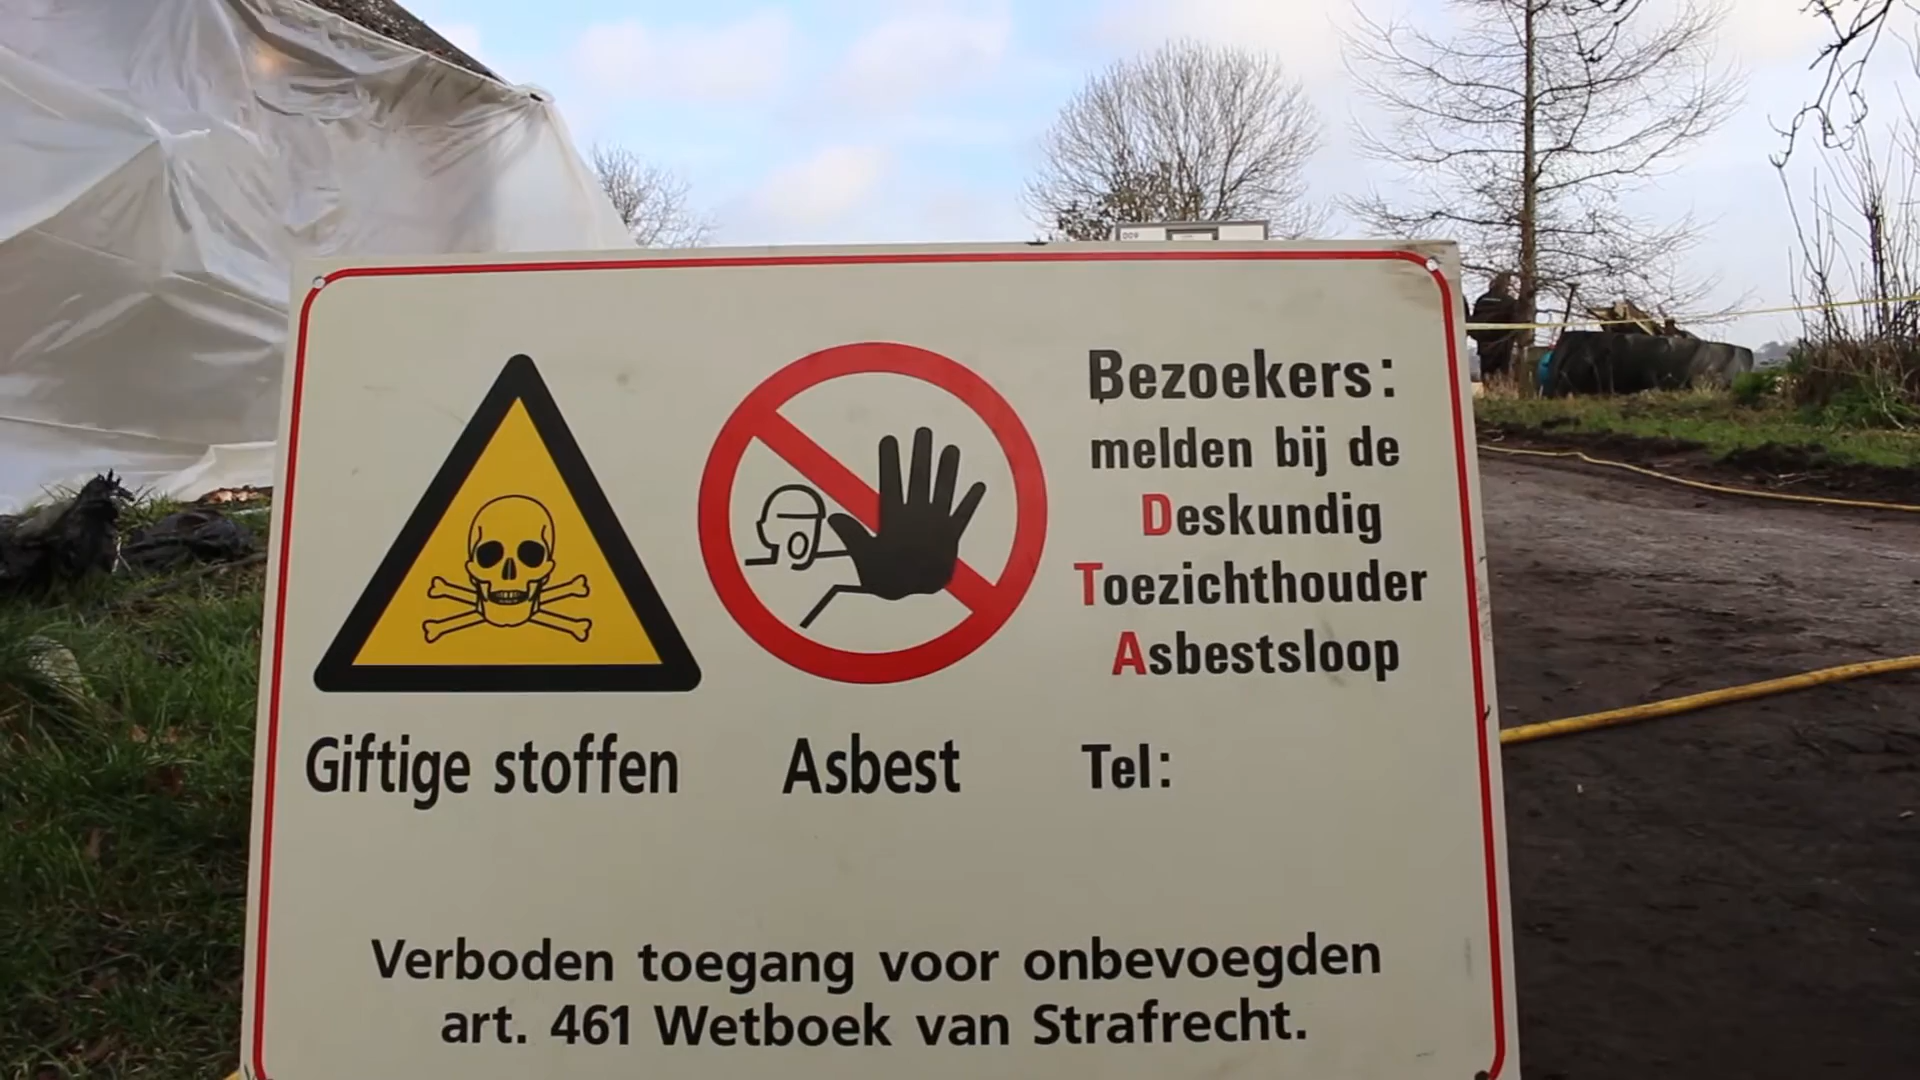 009
Bezoekers:
melden bij de
Deskundig
Toezichthouder
Asbestsloop
Giftige stoffen
Asbest
Tel:
Verboden toegang voor onbevoegden
art. 461 Wetboek van Strafrecht.